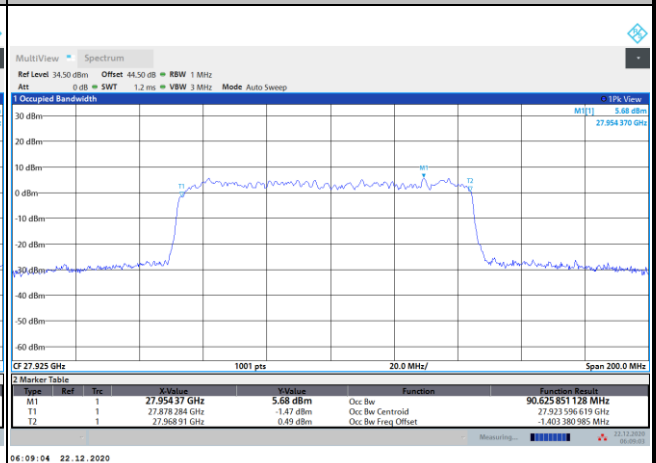 MultiView Spectrum
Ref Level 34.50 dBm Offset 44.50 dB RBW 1 MHz
Att 0 dB SWT 1.2 ms VBW 3 MHz Mode Auto Sweep
1 Occupied Bandwidth 1Pk View
M1[1] 5.68 dBm
27.954 370 GHz
30 dBm
20 dBm
10 dBm
M1
T1
T2
0 dBm
-10 dBm
-20 dBm
-30 dBm
-40 dBm
-50 dBm
-60 dBm
CF 27.925 GHz 1001 pts 20.0 MHz/ Span 200.0 MHz
2 Marker Table
Type Ref Trc X-Value Y-Value Function Function Result
M1 1 27.954 37 GHz 5.68 dBm Occ Bw 90.625 851 128 MHz
T1 1 27.878 284 GHz -1.47 dBm Occ Bw Centroid 27.923 596 619 GHz
T2 1 27.968 91 GHz 0.49 dBm Occ Bw Freq Offset -1.403 380 985 MHz
Measuring... 22.12.2020
06:09:03
06:09:04 22.12.2020